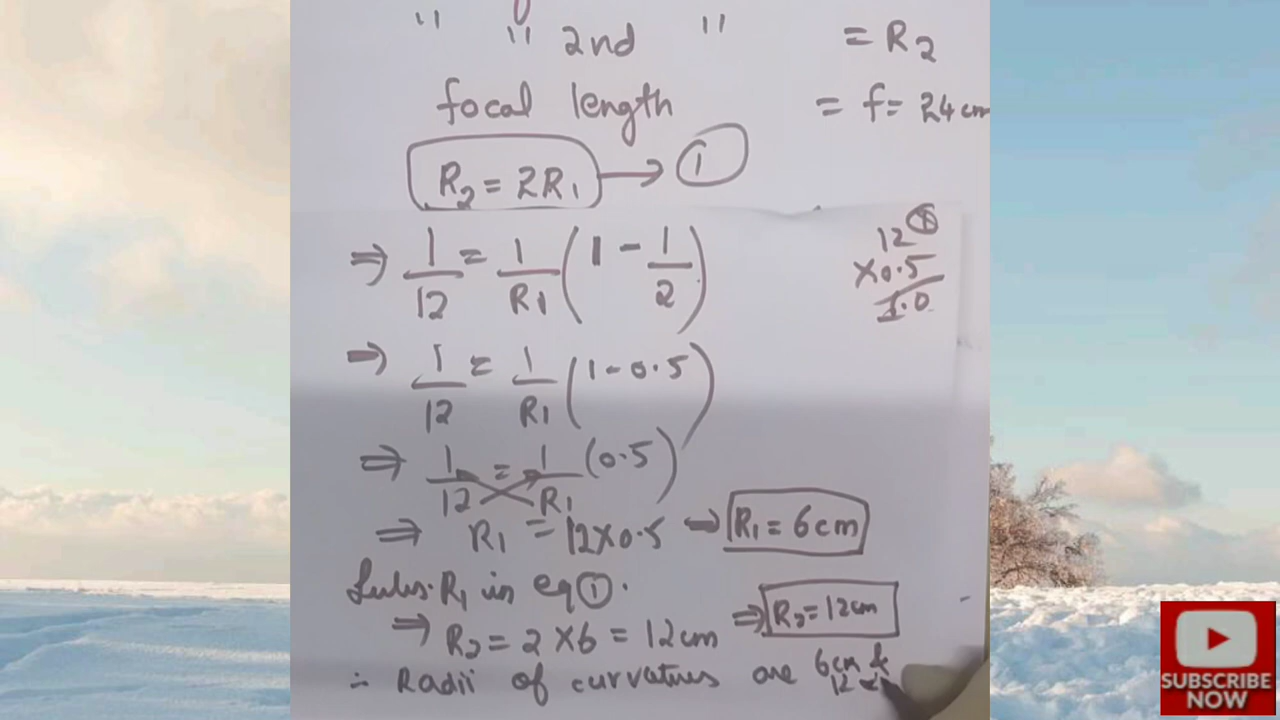 " " 2nd " = R₂
focal length = f = 24 cm
R₂ = 2R₁ → ①
⇒ 1/12 = 1/R₁ (1 - 1/2)
12 ①
×0.5
1.0
⇒ 1/12 = 1/R₁ (1 - 0.5)
⇒ 1/12 = 1/R₁ (0.5)
⇒ R₁ = 12×0.5 → R₁ = 6cm
Subs. R₁ in eq ①.
⇒ R₂ = 2 × 6 = 12 cm ⇒ R₂ = 12cm
∴ Radii of curvatures are 6cm &
12
SUBSCRIBE
NOW